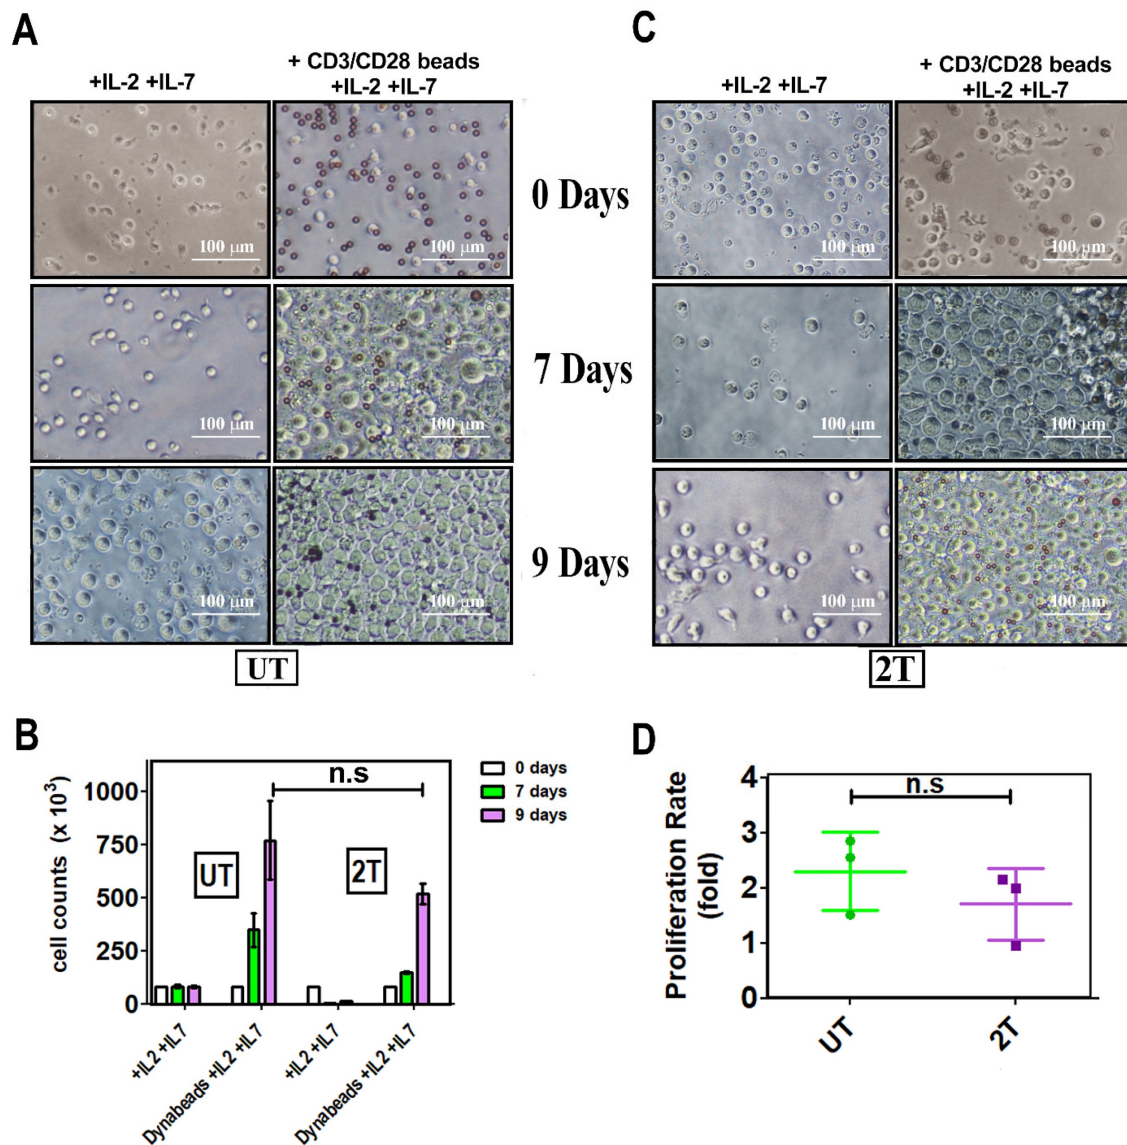 A
+IL-2 +IL-7
+ CD3/CD28 beads
+IL-2 +IL-7
100 µm
100 µm
100 µm
100 µm
100 µm
100 µm
UT
0 Days
7 Days
9 Days
C
+IL-2 +IL-7
+ CD3/CD28 beads
+IL-2 +IL-7
100 µm
100 µm
100 µm
100 µm
100 µm
100 µm
2T
B
cell counts (x 10³)
1000
750
500
250
0
n.s
UT
2T
0 days
7 days
9 days
+IL2 +IL7
Dynabeads +IL2 +IL7
+IL2 +IL7
Dynabeads +IL2 +IL7
D
Proliferation Rate
(fold)
4
3
2
1
0
n.s
UT
2T